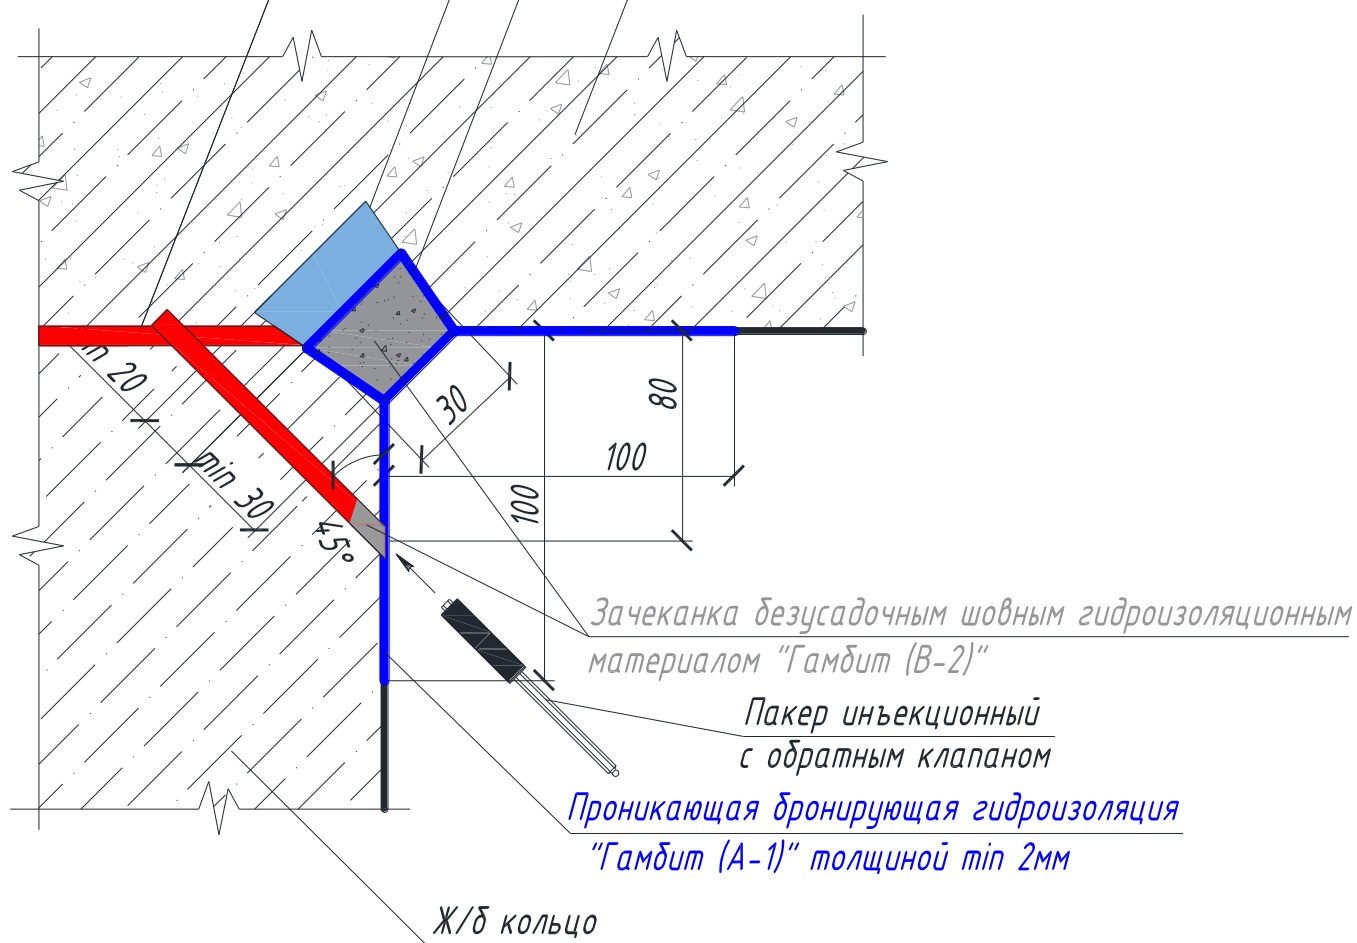 20
min 30
45°
30
80
100
100
Зачеканка безусадочным шовным гидроизоляционным
материалом "Гамбит (В-2)"
Пакер инъекционный
с обратным клапаном
Проникающая бронирующая гидроизоляция
"Гамбит (А-1)" толщиной min 2мм
Ж/б кольцо